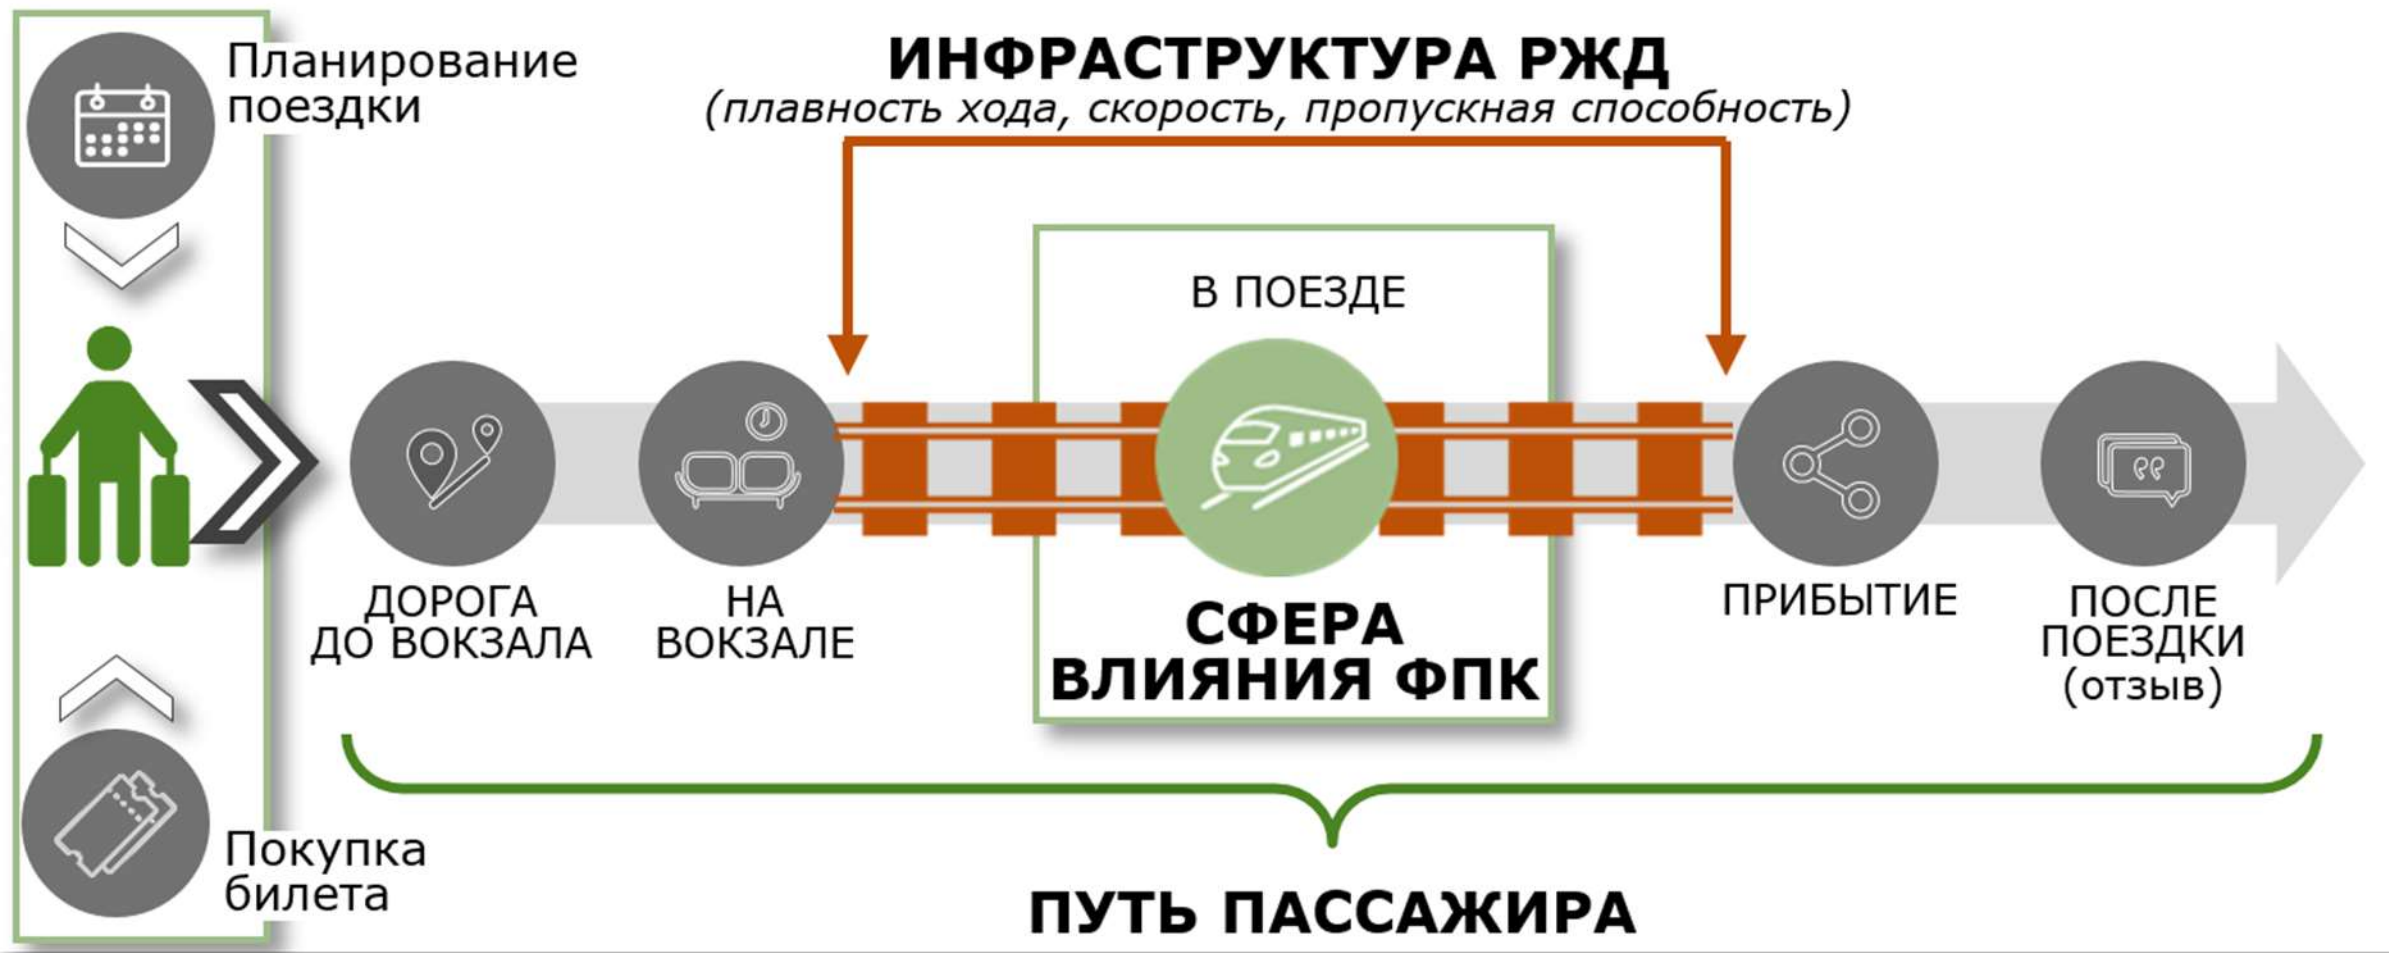 Планирование
поездки
ИНФРАСТРУКТУРА РЖД
(плавность хода, скорость, пропускная способность)
В ПОЕЗДЕ
ДОРОГА
ДО ВОКЗАЛА
НА
ВОКЗАЛЕ
СФЕРА
ВЛИЯНИЯ ФПК
ПРИБЫТИЕ
ПОСЛЕ
ПОЕЗДКИ
(отзыв)
Покупка
билета
ПУТЬ ПАССАЖИРА